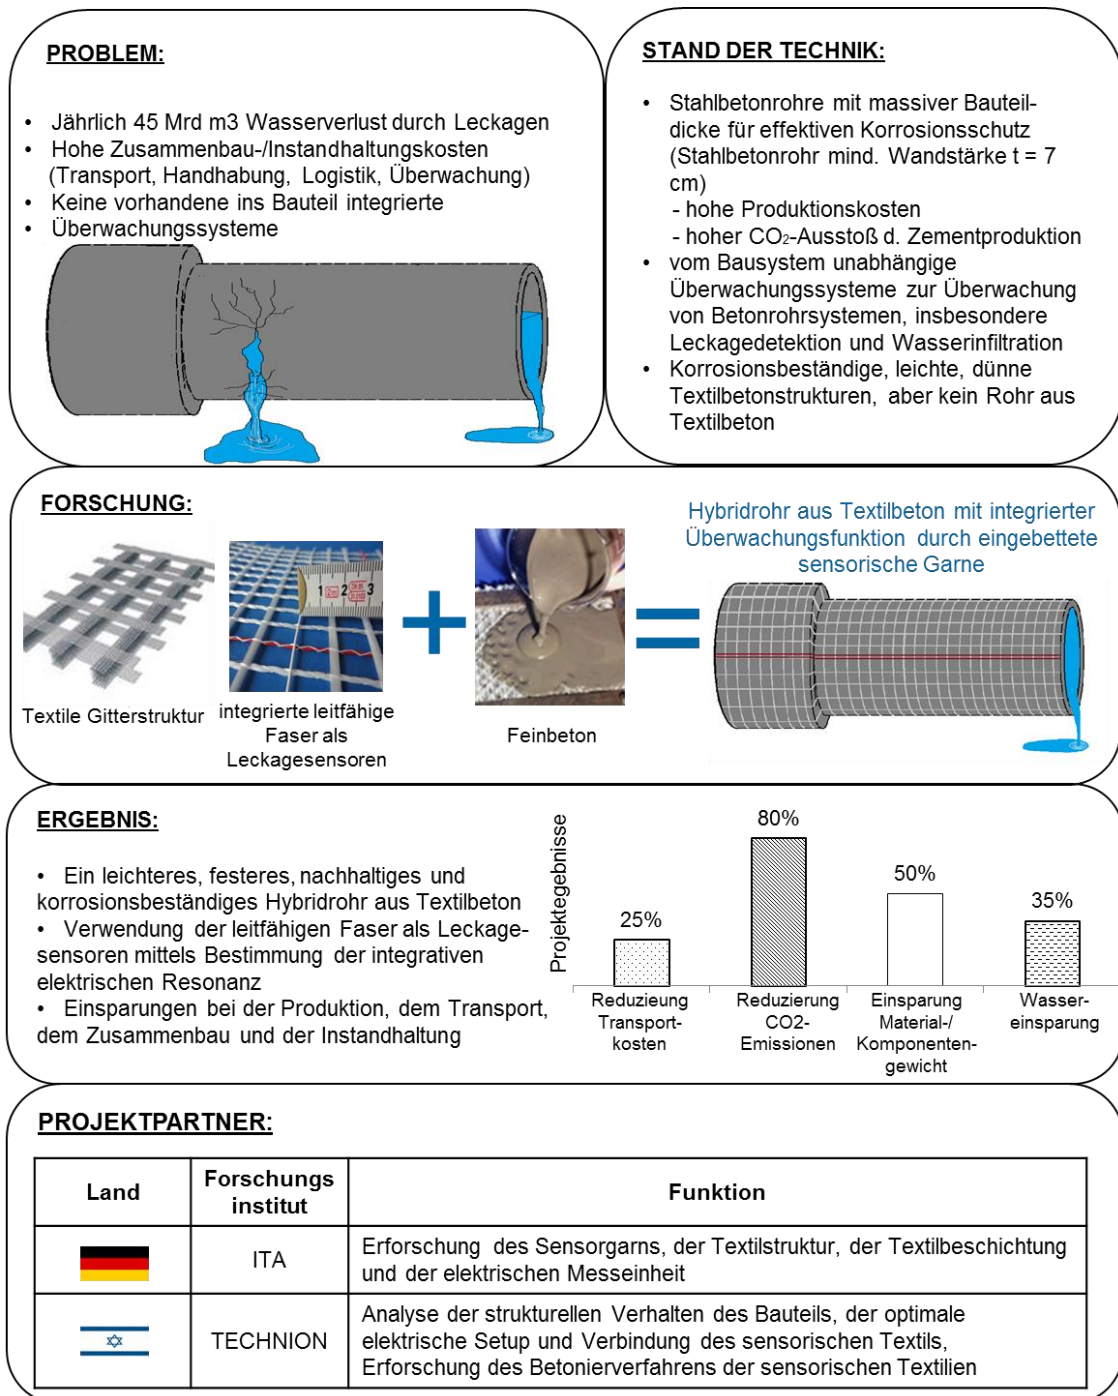 PROBLEM:
• Jährlich 45 Mrd m3 Wasserverlust durch Leckagen
• Hohe Zusammenbau-/Instandhaltungskosten
(Transport, Handhabung, Logistik, Überwachung)
• Keine vorhandene ins Bauteil integrierte
• Überwachungssysteme
STAND DER TECHNIK:
• Stahlbetonrohre mit massiver Bauteil-
dicke für effektiven Korrosionsschutz
(Stahlbetonrohr mind. Wandstärke t = 7
cm)
- hohe Produktionskosten
- hoher CO₂-Ausstoß d. Zementproduktion
• vom Bausystem unabhängige
Überwachungssysteme zur Überwachung
von Betonrohrsystemen, insbesondere
Leckagedetektion und Wasserinfiltration
• Korrosionsbeständige, leichte, dünne
Textilbetonstrukturen, aber kein Rohr aus
Textilbeton
FORSCHUNG:
Textile Gitterstruktur
1 2 3
integrierte leitfähige
Faser als
Leckagesensoren
+
Feinbeton
=
Hybridrohr aus Textilbeton mit integrierter
Überwachungsfunktion durch eingebettete
sensorische Garne
ERGEBNIS:
• Ein leichteres, festeres, nachhaltiges und
korrosionsbeständiges Hybridrohr aus Textilbeton
• Verwendung der leitfähigen Faser als Leckage-
sensoren mittels Bestimmung der integrativen
elektrischen Resonanz
• Einsparungen bei der Produktion, dem Transport,
dem Zusammenbau und der Instandhaltung
Projektegebnisse
25%
80%
50%
35%
Reduzieung
Transport-
kosten
Reduzierung
CO2-
Emissionen
Einsparung
Material-/
Komponenten-
gewicht
Wasser-
einsparung
PROJEKTPARTNER:
Land
Forschungs
institut
Funktion
ITA
Erforschung des Sensorgarns, der Textilstruktur, der Textilbeschichtung
und der elektrischen Messeinheit
TECHNION
Analyse der strukturellen Verhalten des Bauteils, der optimale
elektrische Setup und Verbindung des sensorischen Textils,
Erforschung des Betonierverfahrens der sensorischen Textilien